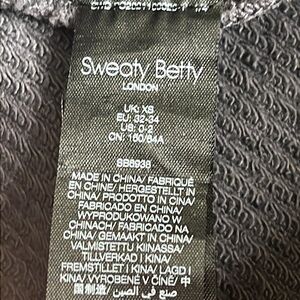 Sweaty Betty
LONDON
UK: XS
EU: 32-34
US: 0-2
CN: 160/84A
SB6936
MADE IN CHINA/ FABRIQUÉ
EN CHINE/ HERGESTELLT IN
CHINA/ PRODOTTO IN CINA/
FABRICADO EN CHINA/
WYPRODUKOWANO W
CHINACH/ FABRICADO NA
CHINA/ GEMAAKT IN CHINA/
VALMISTETTU KIINASSA/
TILLVERKAD I KINA/
FREMSTILLET I KINA/ LAGD I
KINA/ VYROBENÉ V ČÍNE/ 中
国制造/
صنع في الصين